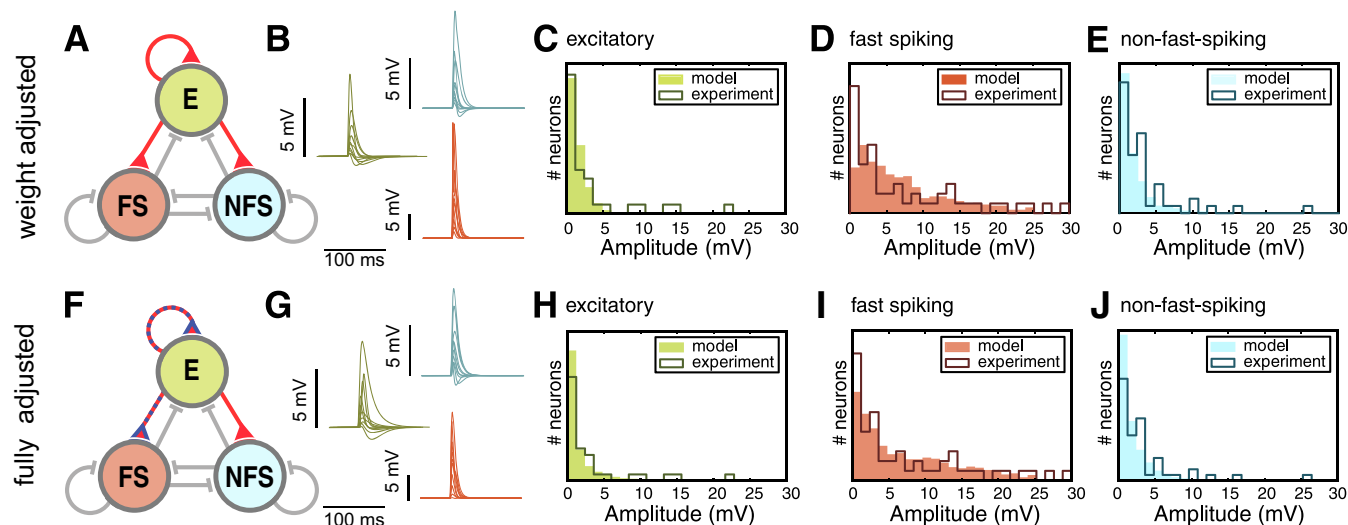 weight adjusted
A
E
FS
NFS
B
5 mV
5 mV
5 mV
100 ms
C
excitatory
model
experiment
# neurons
0 5 10 15 20 25 30
Amplitude (mV)
D
fast spiking
model
experiment
# neurons
0 5 10 15 20 25 30
Amplitude (mV)
E
non-fast-spiking
model
experiment
# neurons
0 5 10 15 20 25 30
Amplitude (mV)
fully adjusted
F
E
FS
NFS
G
5 mV
5 mV
5 mV
100 ms
H
excitatory
model
experiment
# neurons
0 5 10 15 20 25 30
Amplitude (mV)
I
fast spiking
model
experiment
# neurons
0 5 10 15 20 25 30
Amplitude (mV)
J
non-fast-spiking
model
experiment
# neurons
0 5 10 15 20 25 30
Amplitude (mV)